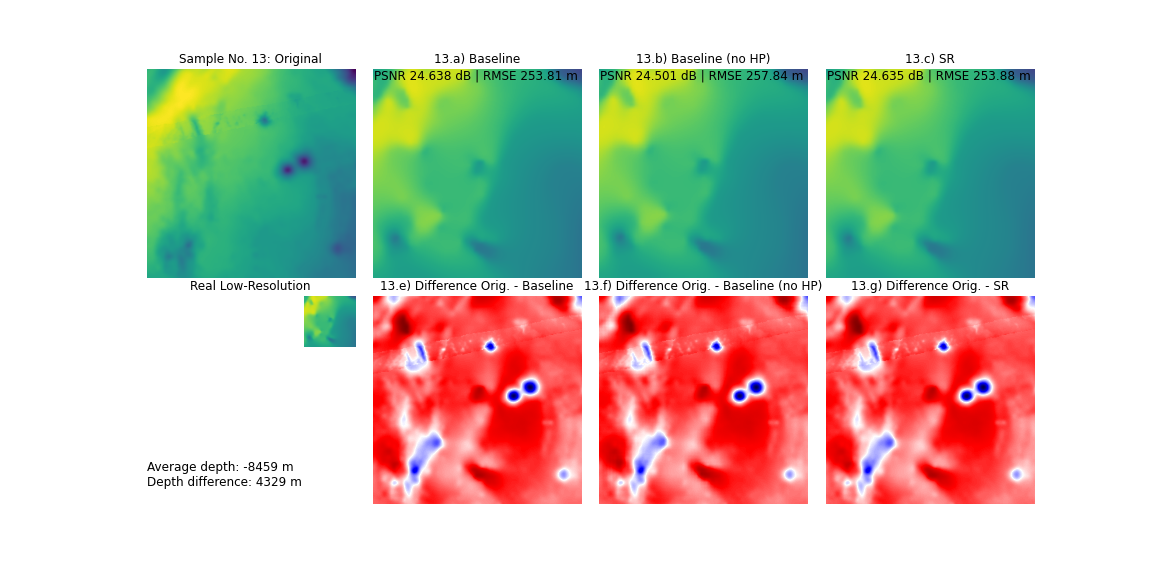 Sample No. 13: Original
13.a) Baseline
13.b) Baseline (no HP)
13.c) SR
PSNR 24.638 dB | RMSE 253.81 m
PSNR 24.501 dB | RMSE 257.84 m
PSNR 24.635 dB | RMSE 253.88 m
Real Low-Resolution
13.e) Difference Orig. - Baseline
13.f) Difference Orig. - Baseline (no HP)
13.g) Difference Orig. - SR
Average depth: -8459 m
Depth difference: 4329 m